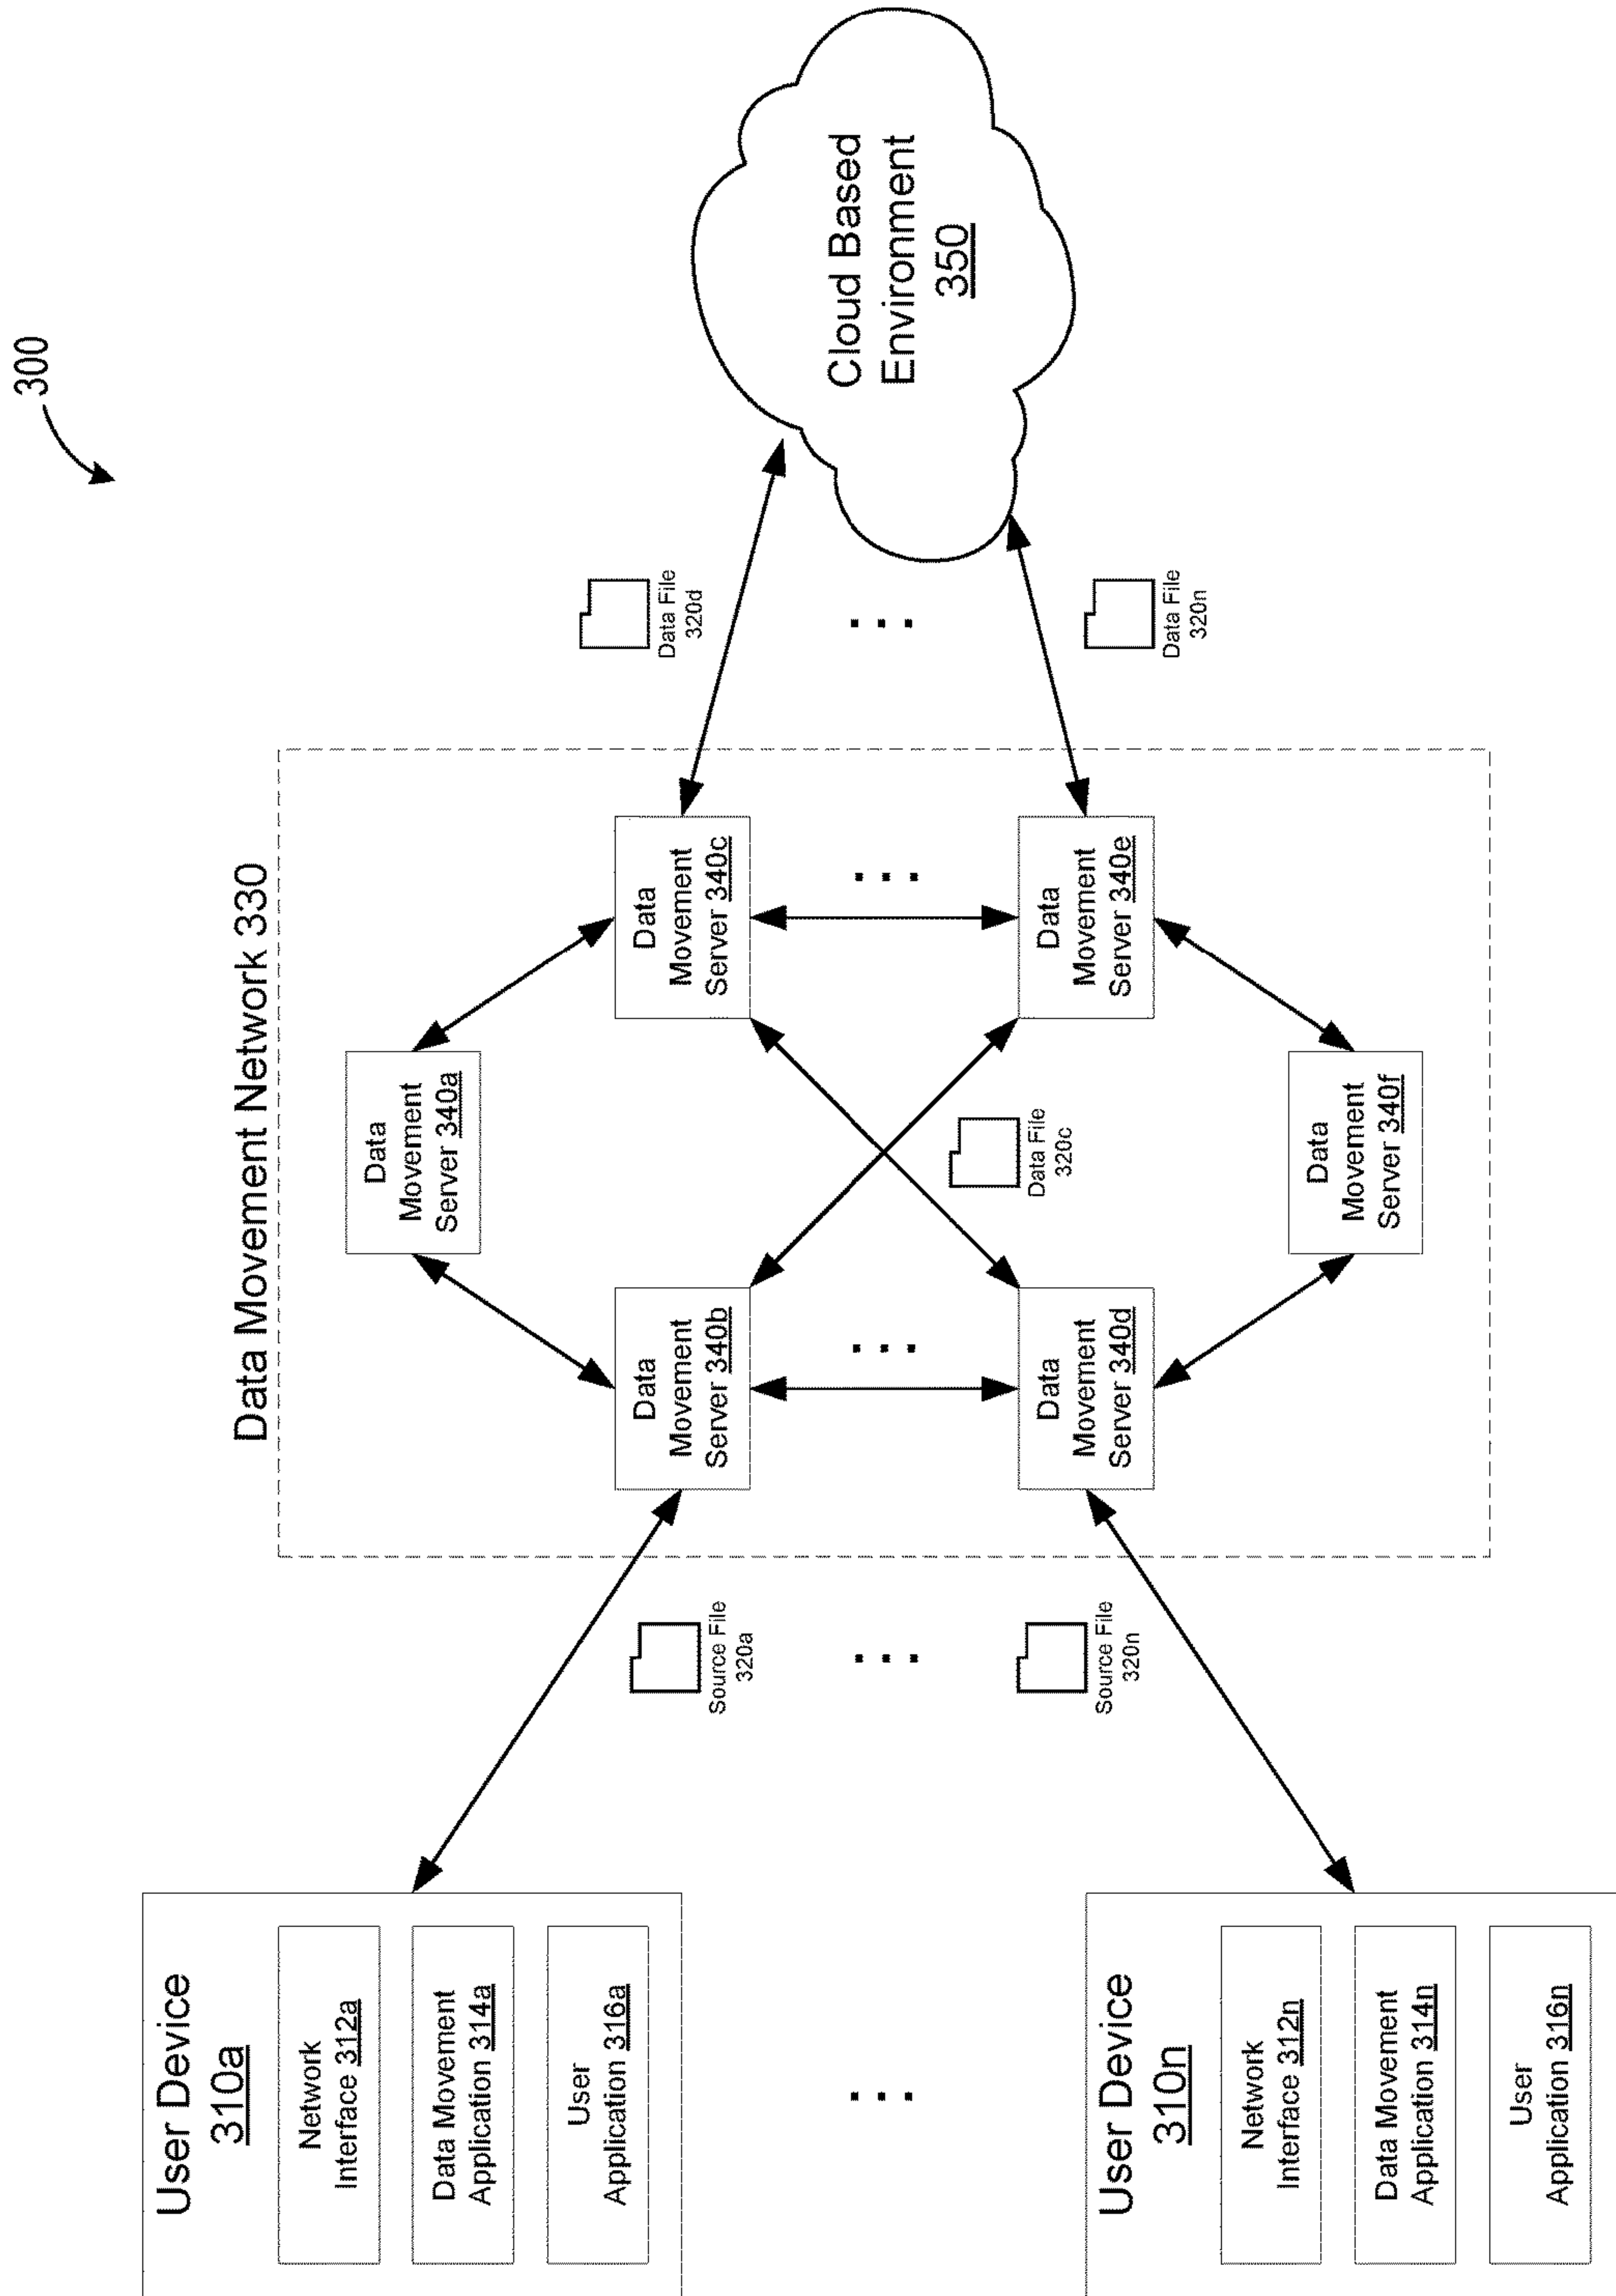 300
User Device
310a
Network
Interface 312a
Data Movement
Application 314a
User
Application 316a
...
User Device
310n
Network
Interface 312n
Data Movement
Application 314n
User
Application 316n
Source File
320a
...
Source File
320n
Data Movement Network 330
Data
Movement
Server 340a
Data
Movement
Server 340b
...
Data
Movement
Server 340d
Data File
320c
Data
Movement
Server 340c
...
Data
Movement
Server 340e
Data
Movement
Server 340f
Data File
320d
...
Data File
320n
Cloud Based
Environment
350